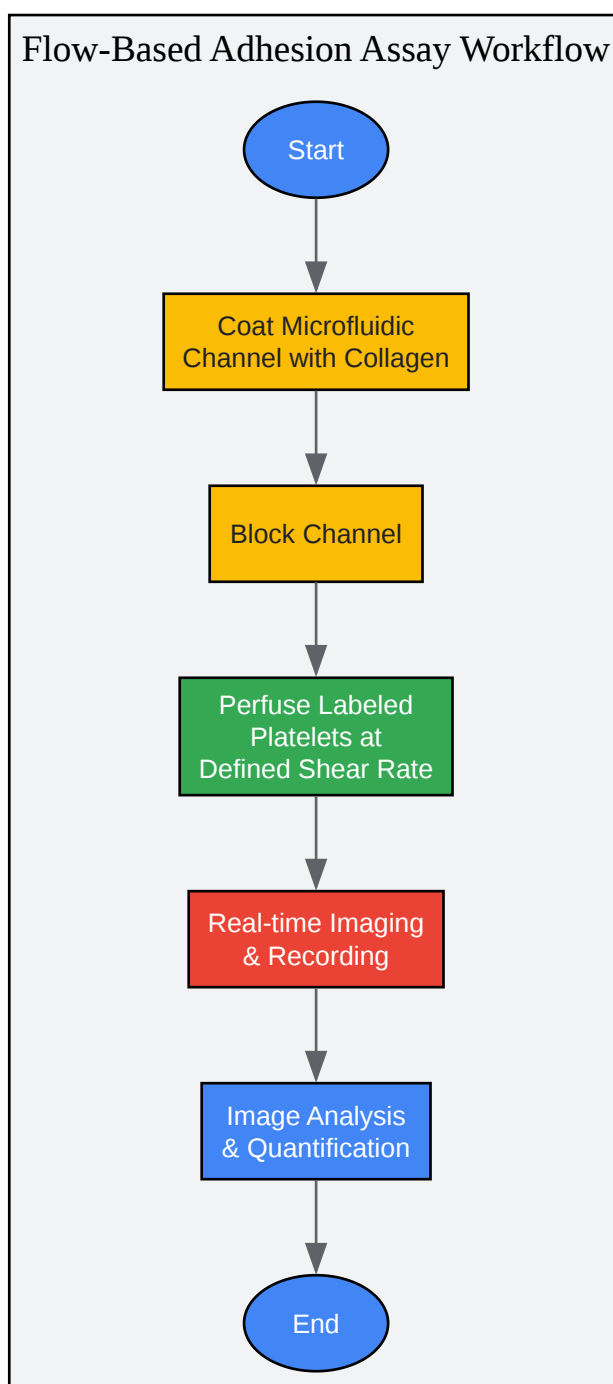 Flow-Based Adhesion Assay Workflow
Start
Coat Microfluidic
Channel with Collagen
Block Channel
Perfuse Labeled
Platelets at
Defined Shear Rate
Real-time Imaging
& Recording
Image Analysis
& Quantification
End